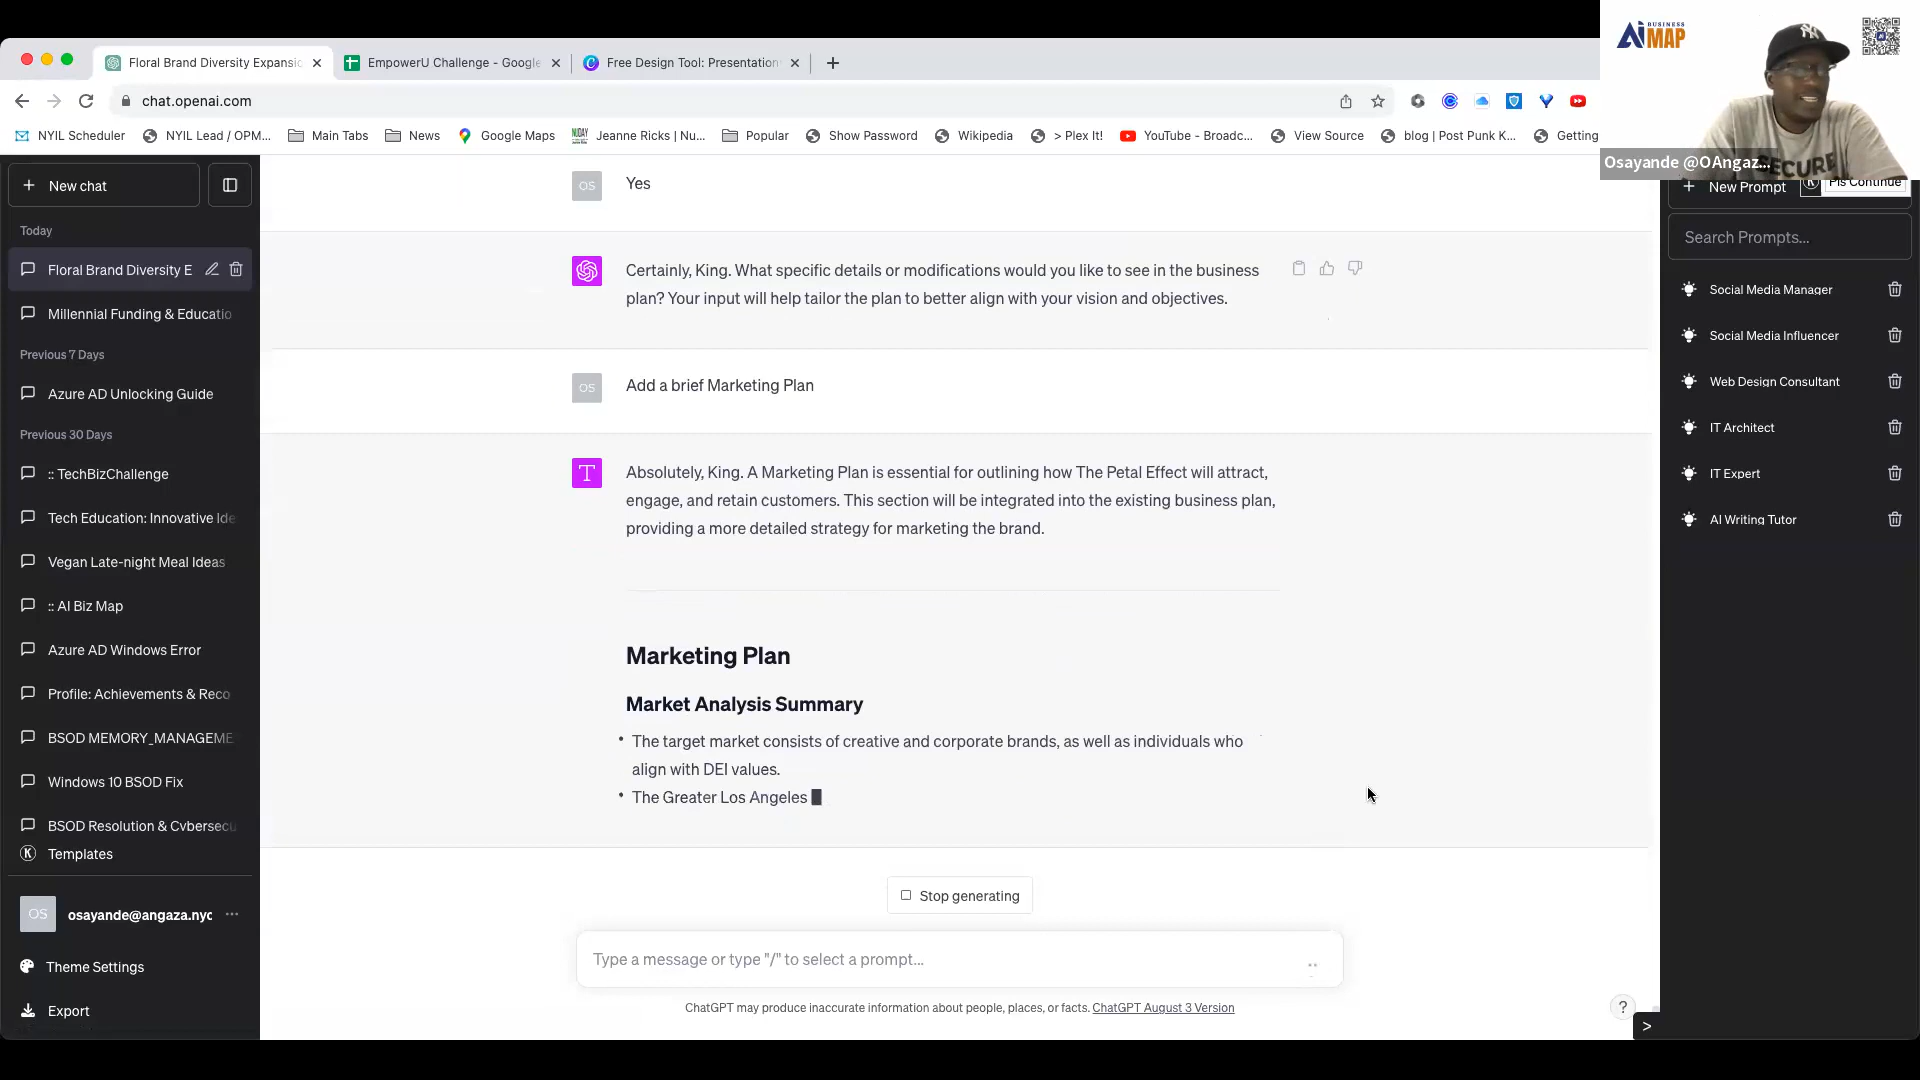 BUSINESS
AiMAP
NY
SECURE
Osayande @OAngaz...
Floral Brand Diversity Expansic
EmpowerU Challenge - Google
Free Design Tool: Presentation
chat.openai.com
NYIL Scheduler
NYIL Lead / OPM...
Main Tabs
News
Google Maps
Jeanne Ricks | Nu...
Popular
Show Password
Wikipedia
> Plex It!
YouTube - Broadc...
View Source
blog | Post Punk K...
Getting
New chat
Today
Floral Brand Diversity E
Millennial Funding & Educatio
Previous 7 Days
Azure AD Unlocking Guide
Previous 30 Days
:: TechBizChallenge
Tech Education: Innovative Ide
Vegan Late-night Meal Ideas
:: AI Biz Map
Azure AD Windows Error
Profile: Achievements & Reco
BSOD MEMORY_MANAGEME
Windows 10 BSOD Fix
BSOD Resolution & Cybersecu
Templates
OS
osayande@angaza.nyc
Theme Settings
Export
OS
Yes
Certainly, King. What specific details or modifications would you like to see in the business
plan? Your input will help tailor the plan to better align with your vision and objectives.
OS
Add a brief Marketing Plan
T
Absolutely, King. A Marketing Plan is essential for outlining how The Petal Effect will attract,
engage, and retain customers. This section will be integrated into the existing business plan,
providing a more detailed strategy for marketing the brand.
Marketing Plan
Market Analysis Summary
• The target market consists of creative and corporate brands, as well as individuals who
align with DEI values.
• The Greater Los Angeles
Stop generating
Type a message or type "/" to select a prompt...
ChatGPT may produce inaccurate information about people, places, or facts. ChatGPT August 3 Version
?
>
New Prompt
Pls Continue
Search Prompts...
Social Media Manager
Social Media Influencer
Web Design Consultant
IT Architect
IT Expert
AI Writing Tutor